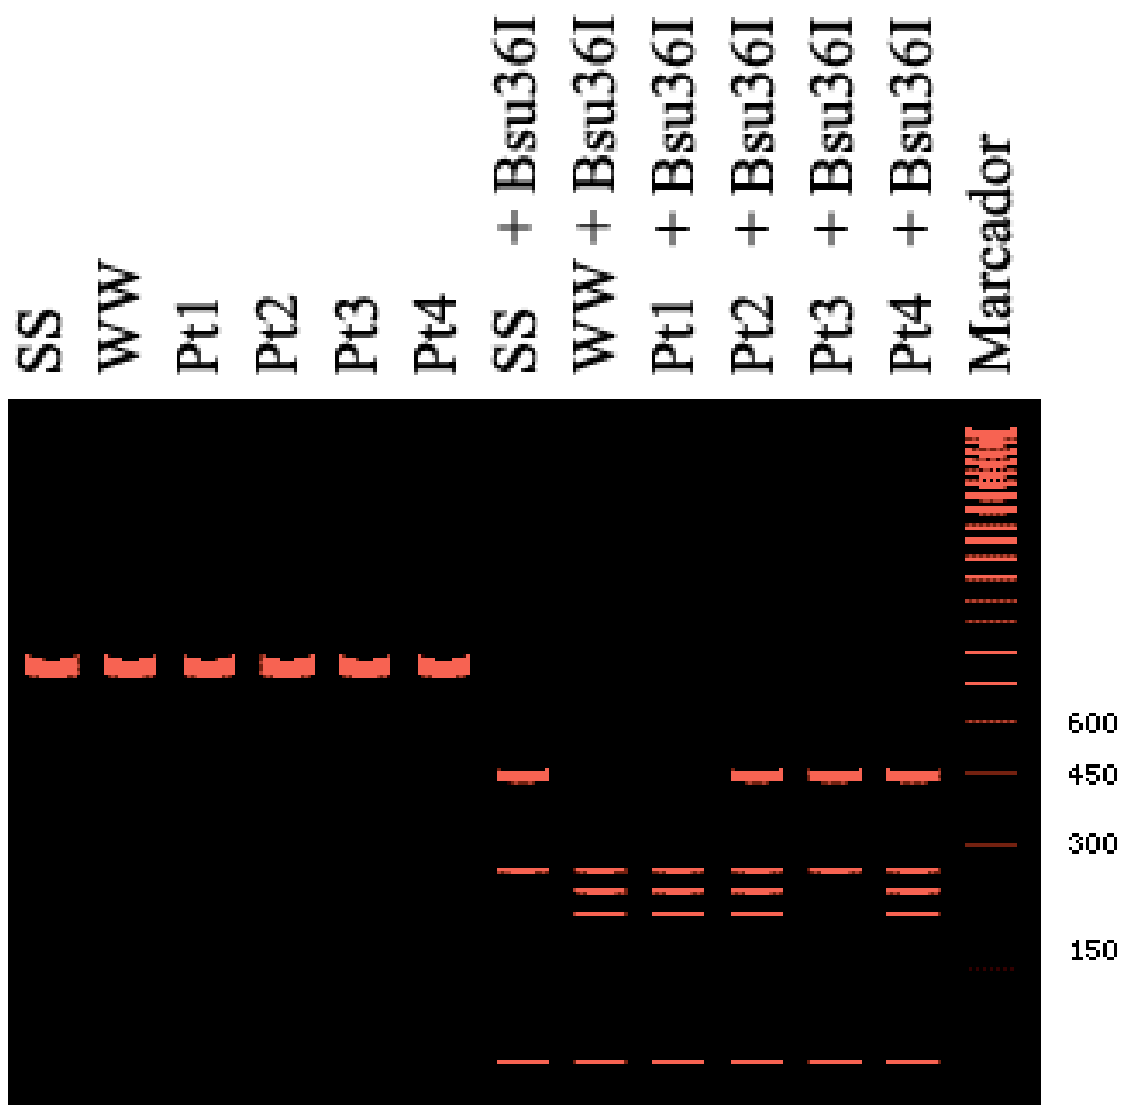 SS
WW
Pt1
Pt2
Pt3
Pt4
SS + Bsu36I
WW + Bsu36I
Pt1 + Bsu36I
Pt2 + Bsu36I
Pt3 + Bsu36I
Pt4 + Bsu36I
Marcador
600
450
300
150